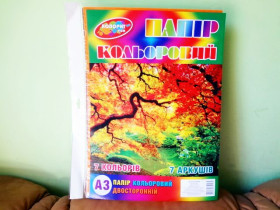 ПАПІР
КОЛЬОРОВИЙ
7 КОЛЬОРІВ
7 АРКУШІВ
А3
ПАПІР КОЛЬОРОВИЙ
ДВОСТОРОННІЙ